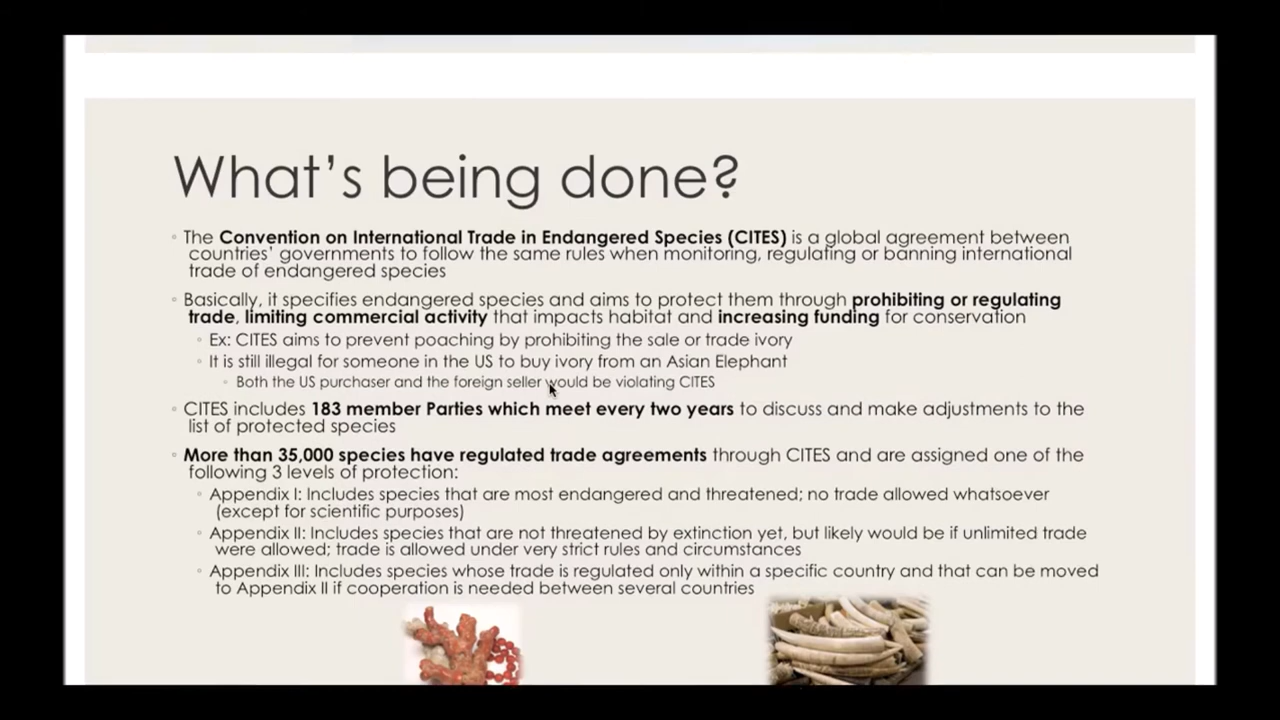 What's being done?
◦ The Convention on International Trade in Endangered Species (CITES) is a global agreement between
countries' governments to follow the same rules when monitoring, regulating or banning international
trade of endangered species
◦ Basically, it specifies endangered species and aims to protect them through prohibiting or regulating
trade, limiting commercial activity that impacts habitat and increasing funding for conservation
◦ Ex: CITES aims to prevent poaching by prohibiting the sale or trade ivory
◦ It is still illegal for someone in the US to buy ivory from an Asian Elephant
◦ Both the US purchaser and the foreign seller would be violating CITES
◦ CITES includes 183 member Parties which meet every two years to discuss and make adjustments to the
list of protected species
◦ More than 35,000 species have regulated trade agreements through CITES and are assigned one of the
following 3 levels of protection:
◦ Appendix I: Includes species that are most endangered and threatened; no trade allowed whatsoever
(except for scientific purposes)
◦ Appendix II: Includes species that are not threatened by extinction yet, but likely would be if unlimited trade
were allowed; trade is allowed under very strict rules and circumstances
◦ Appendix III: Includes species whose trade is regulated only within a specific country and that can be moved
to Appendix II if cooperation is needed between several countries